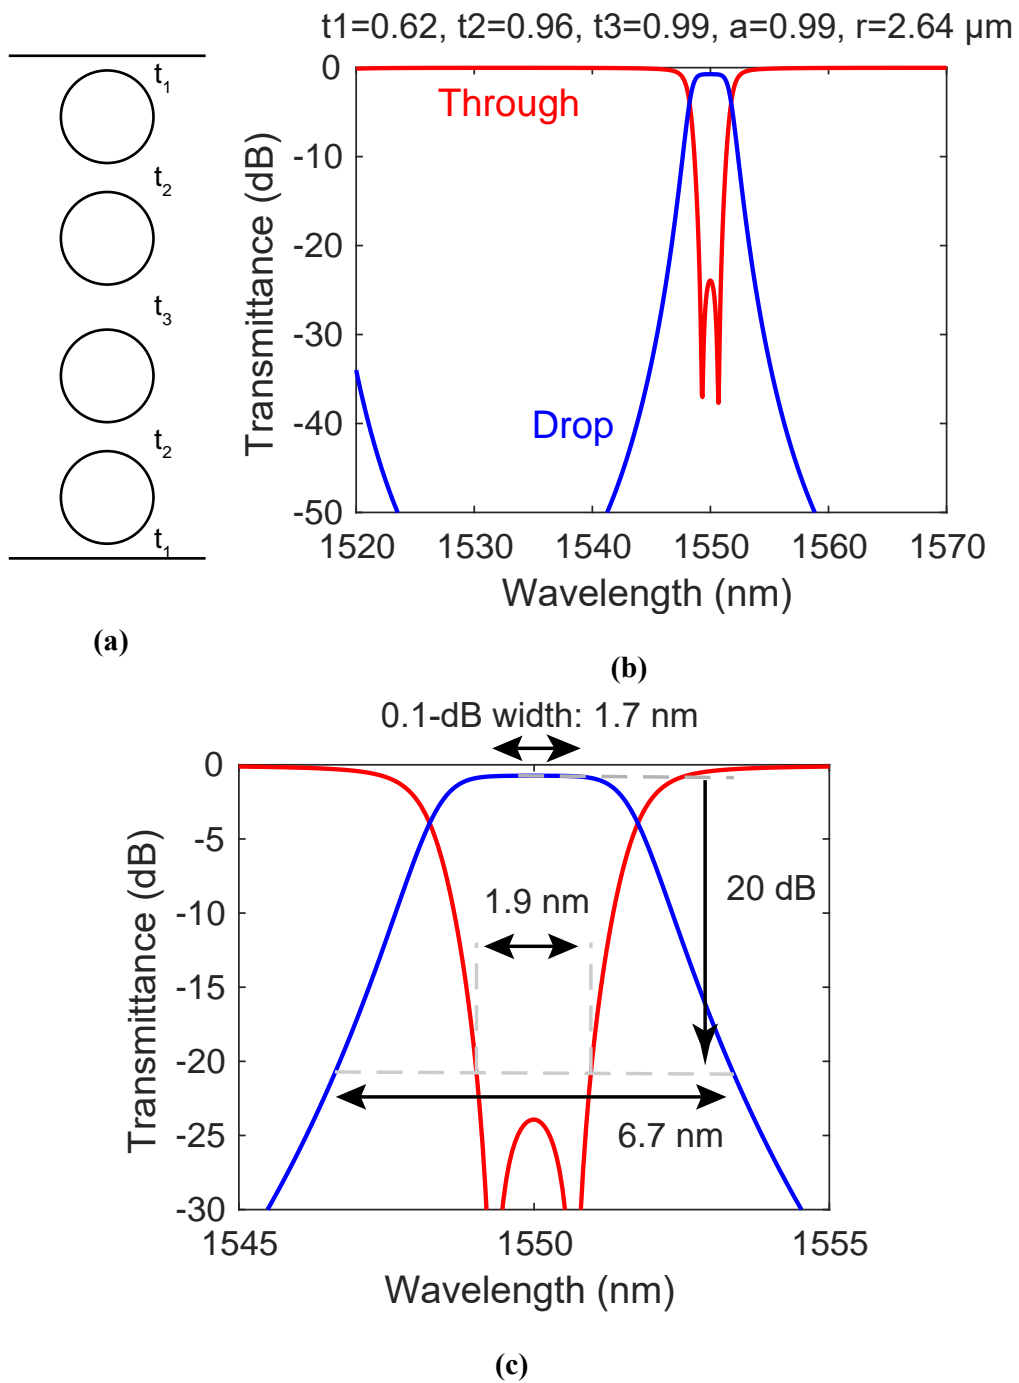 t1=0.62, t2=0.96, t3=0.99, a=0.99, r=2.64 µm
t1
t2
t3
t2
t1
(a)
Transmittance (dB)
0
-10
-20
-30
-40
-50
Through
Drop
1520 1530 1540 1550 1560 1570
Wavelength (nm)
(b)
0.1-dB width: 1.7 nm
Transmittance (dB)
0
-5
-10
-15
-20
-25
-30
20 dB
1.9 nm
6.7 nm
1545 1550 1555
Wavelength (nm)
(c)